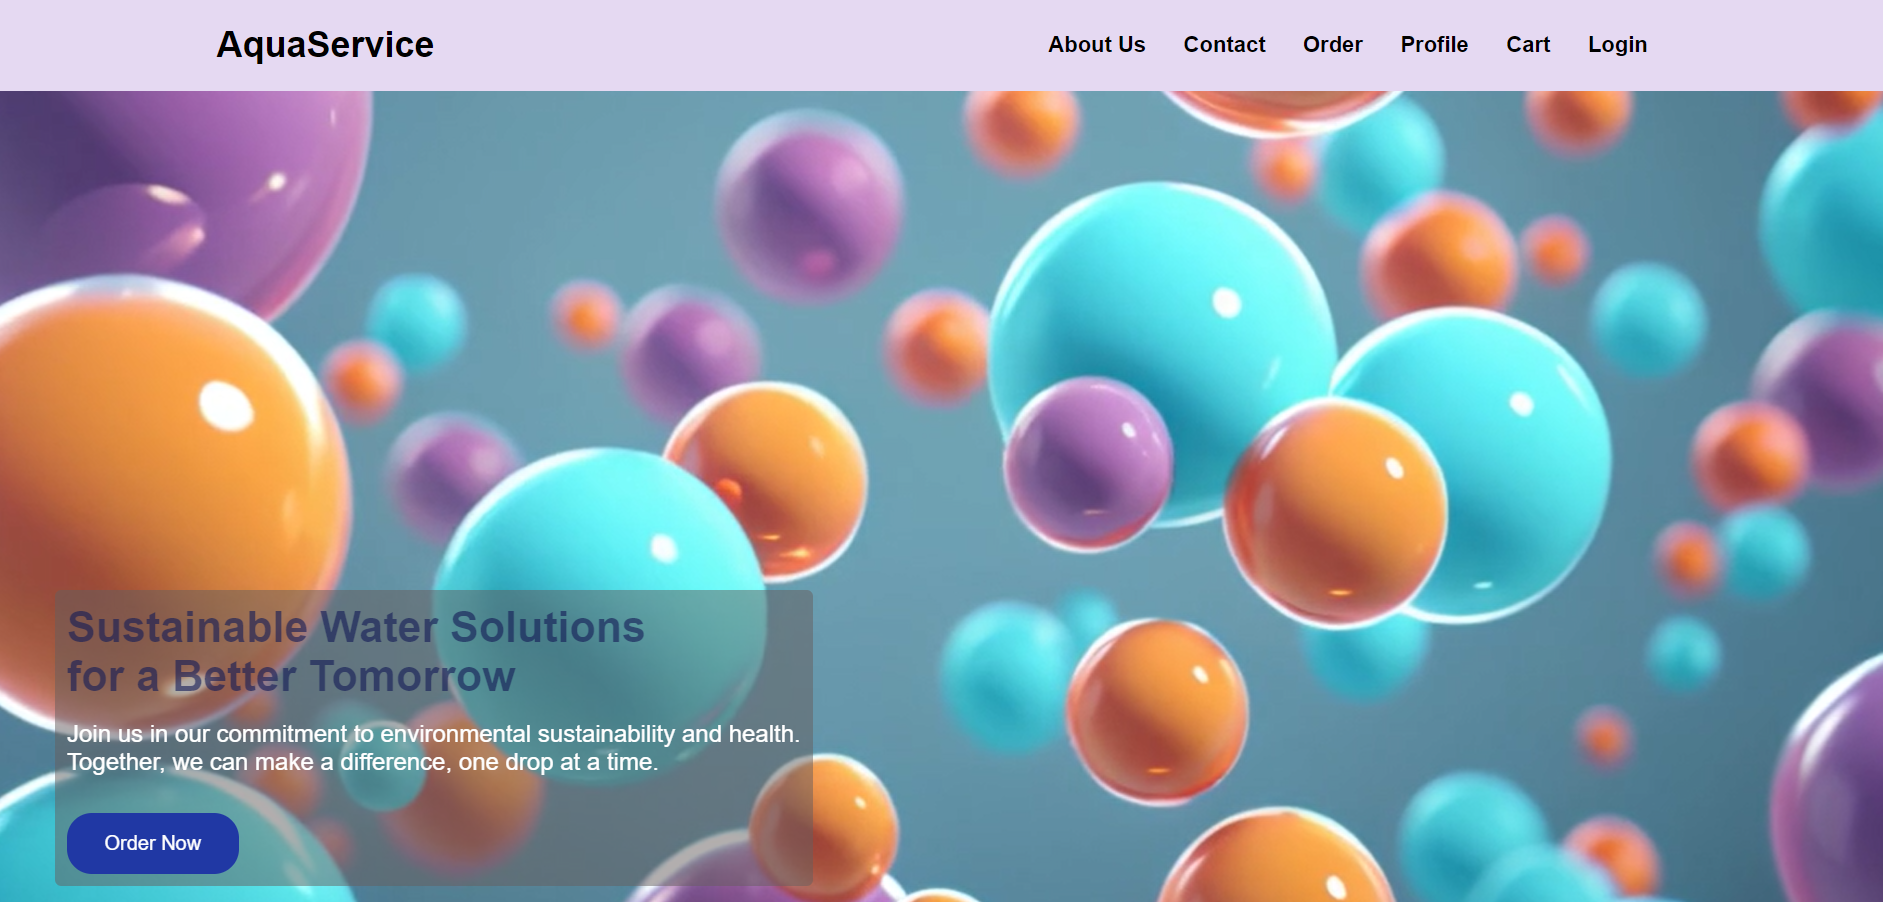 AquaService
About Us Contact Order Profile Cart Login
Sustainable Water Solutions
for a Better Tomorrow
Join us in our commitment to environmental sustainability and health.
Together, we can make a difference, one drop at a time.
Order Now